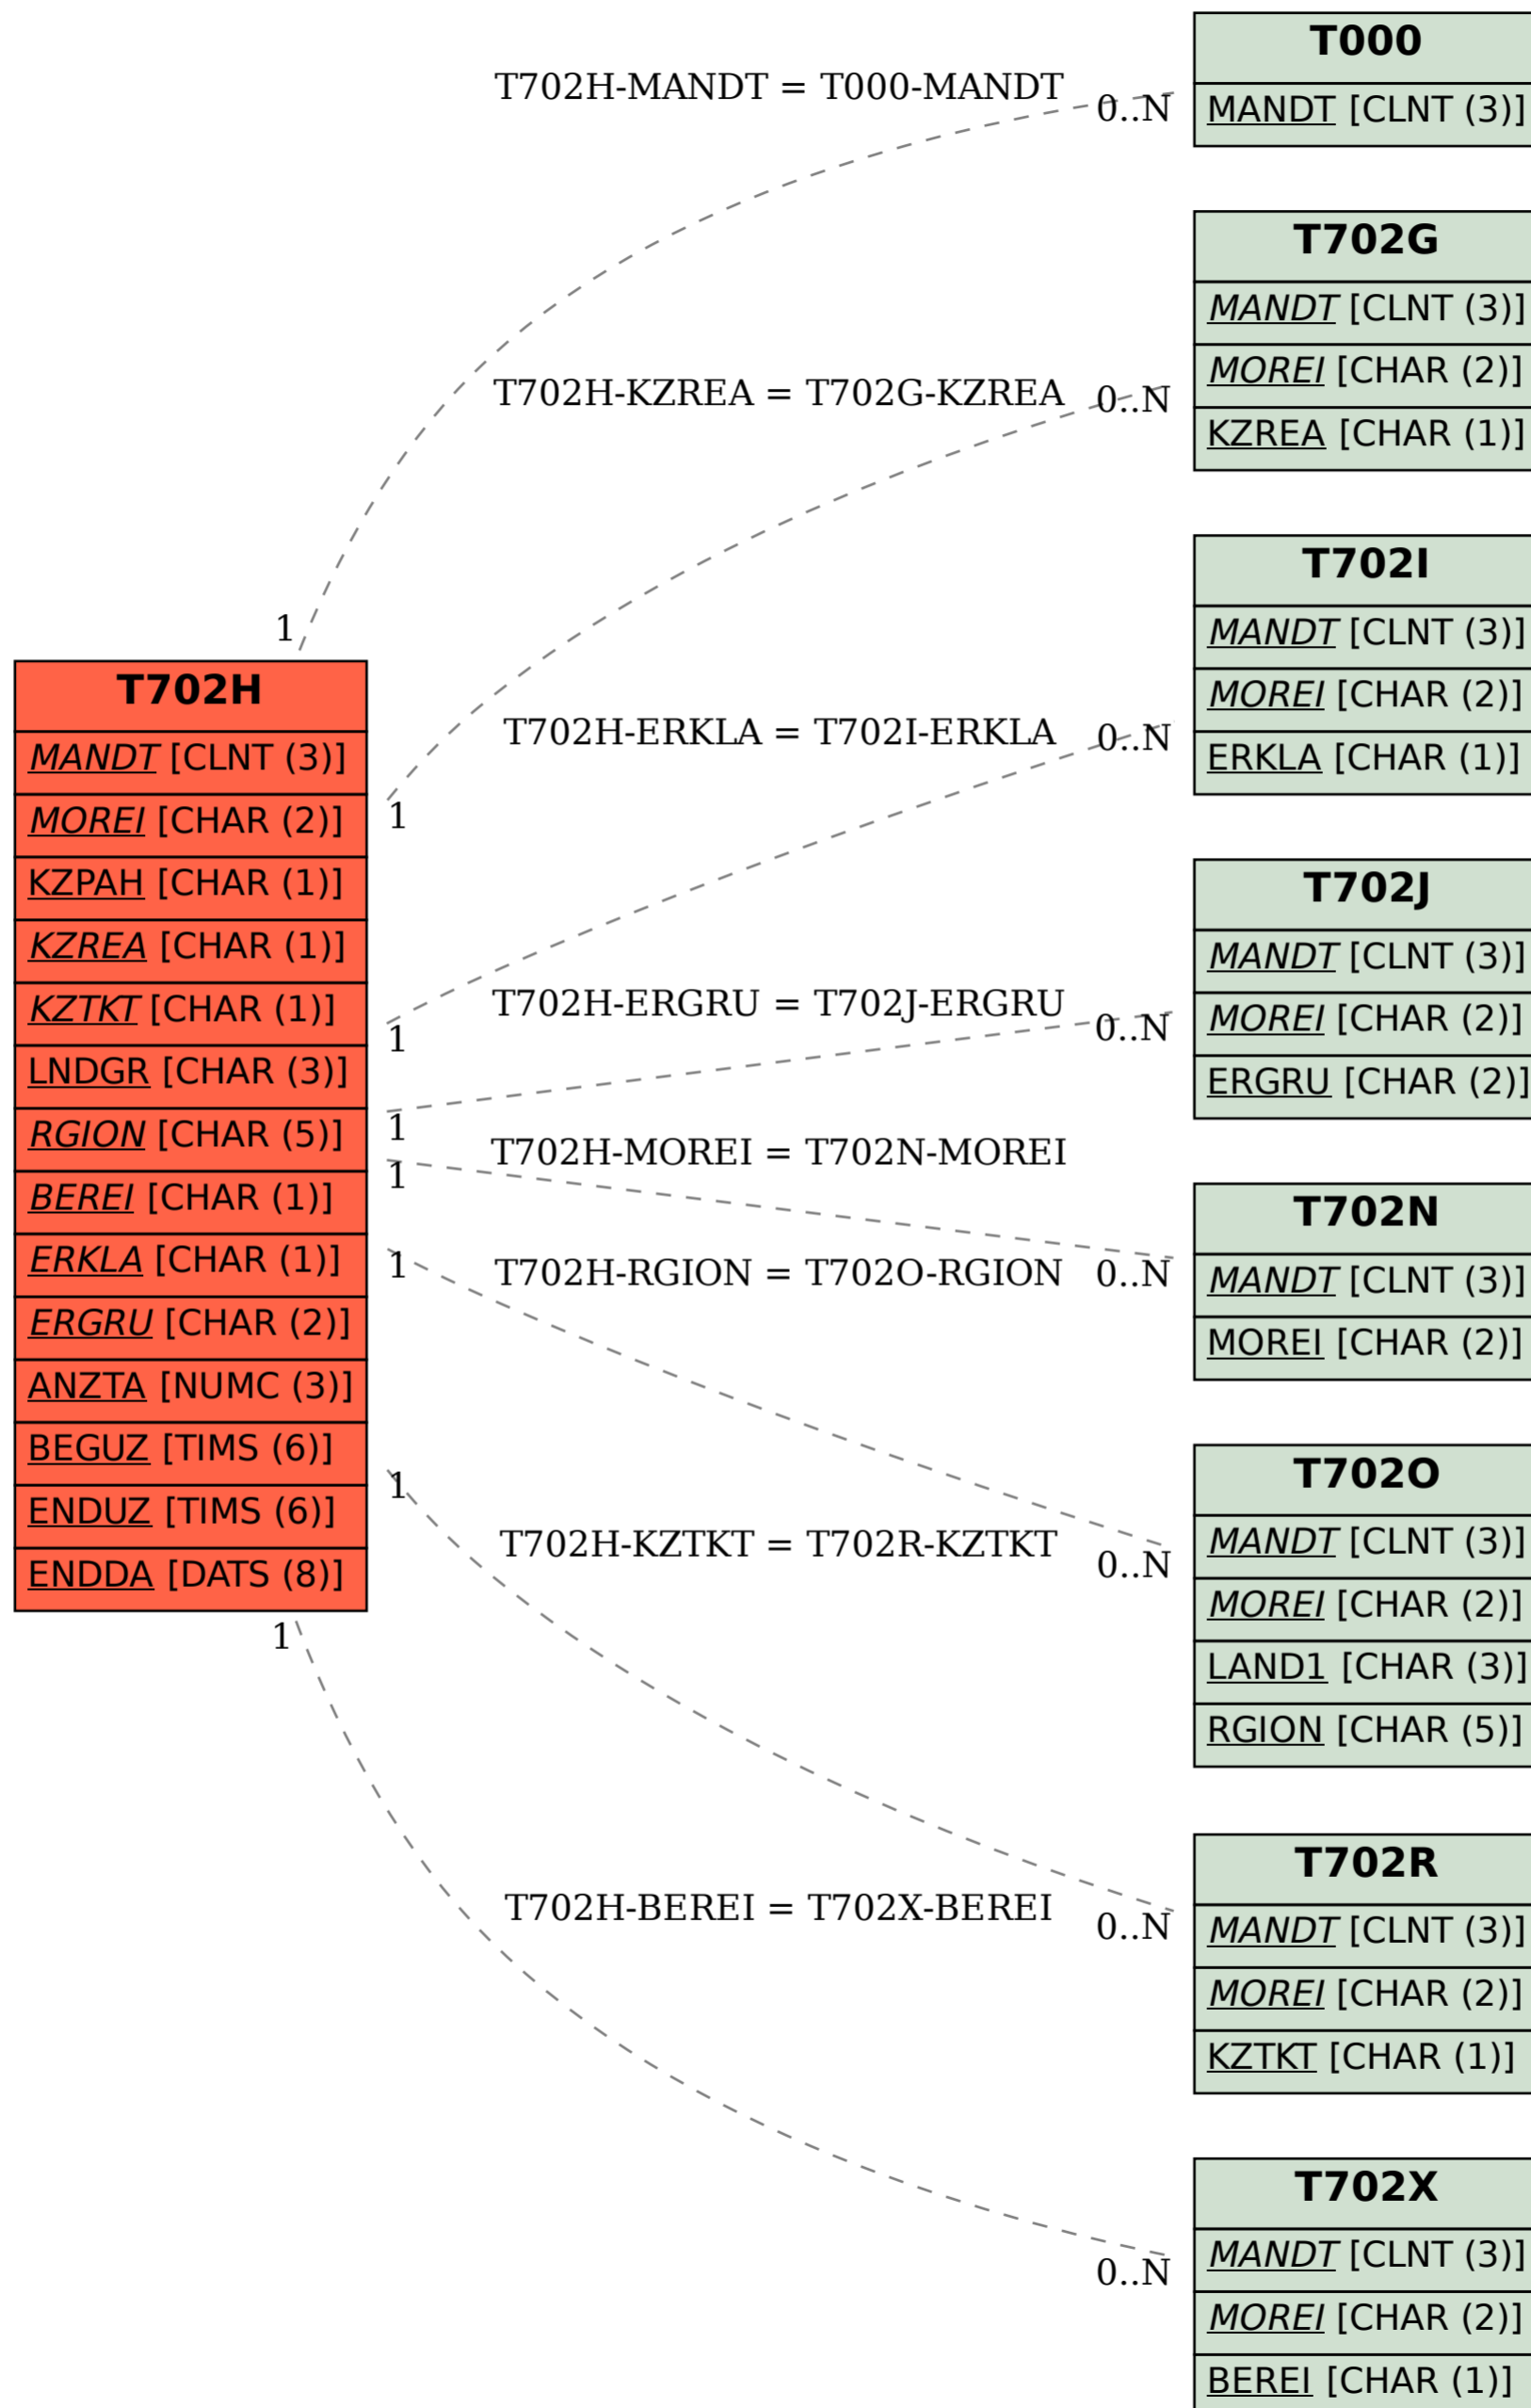 T702H
MANDT [CLNT (3)]
MOREI [CHAR (2)]
KZPAH [CHAR (1)]
KZREA [CHAR (1)]
KZTKT [CHAR (1)]
LNDGR [CHAR (3)]
RGION [CHAR (5)]
BEREI [CHAR (1)]
ERKLA [CHAR (1)]
ERGRU [CHAR (2)]
ANZTA [NUMC (3)]
BEGUZ [TIMS (6)]
ENDUZ [TIMS (6)]
ENDDA [DATS (8)]
T702H-MANDT = T000-MANDT
0..N
1
T702H-KZREA = T702G-KZREA
0..N
1
T702H-ERKLA = T702I-ERKLA
0..N
1
T702H-ERGRU = T702J-ERGRU
0..N
1
T702H-MOREI = T702N-MOREI
0..N
1
T702H-RGION = T702O-RGION
0..N
1
T702H-KZTKT = T702R-KZTKT
0..N
1
T702H-BEREI = T702X-BEREI
0..N
1
T000
MANDT [CLNT (3)]
T702G
MANDT [CLNT (3)]
MOREI [CHAR (2)]
KZREA [CHAR (1)]
T702I
MANDT [CLNT (3)]
MOREI [CHAR (2)]
ERKLA [CHAR (1)]
T702J
MANDT [CLNT (3)]
MOREI [CHAR (2)]
ERGRU [CHAR (2)]
T702N
MANDT [CLNT (3)]
MOREI [CHAR (2)]
T702O
MANDT [CLNT (3)]
MOREI [CHAR (2)]
LAND1 [CHAR (3)]
RGION [CHAR (5)]
T702R
MANDT [CLNT (3)]
MOREI [CHAR (2)]
KZTKT [CHAR (1)]
T702X
MANDT [CLNT (3)]
MOREI [CHAR (2)]
BEREI [CHAR (1)]